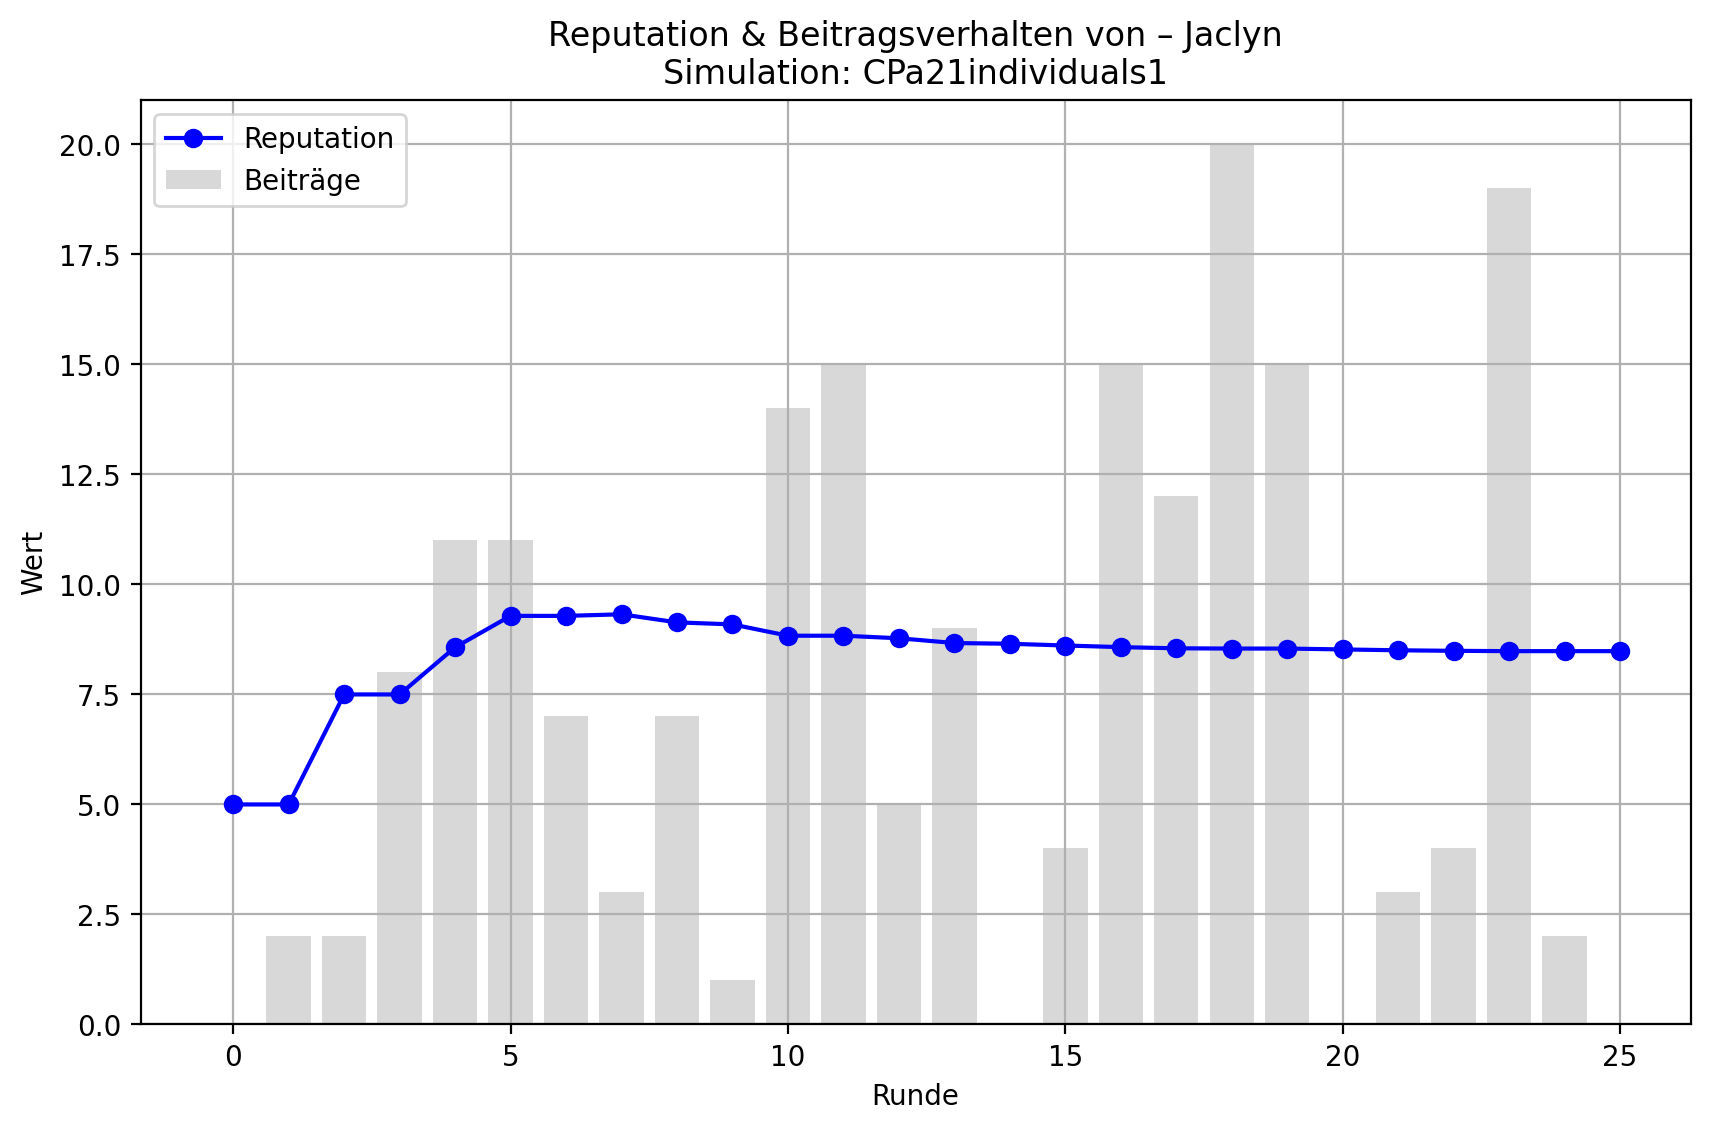 Reputation & Beitragsverhalten von – Jaclyn
Simulation: CPa21individuals1
Reputation
Beiträge
20.0
17.5
15.0
12.5
10.0
7.5
5.0
2.5
0.0
Wert
0 5 10 15 20 25
Runde